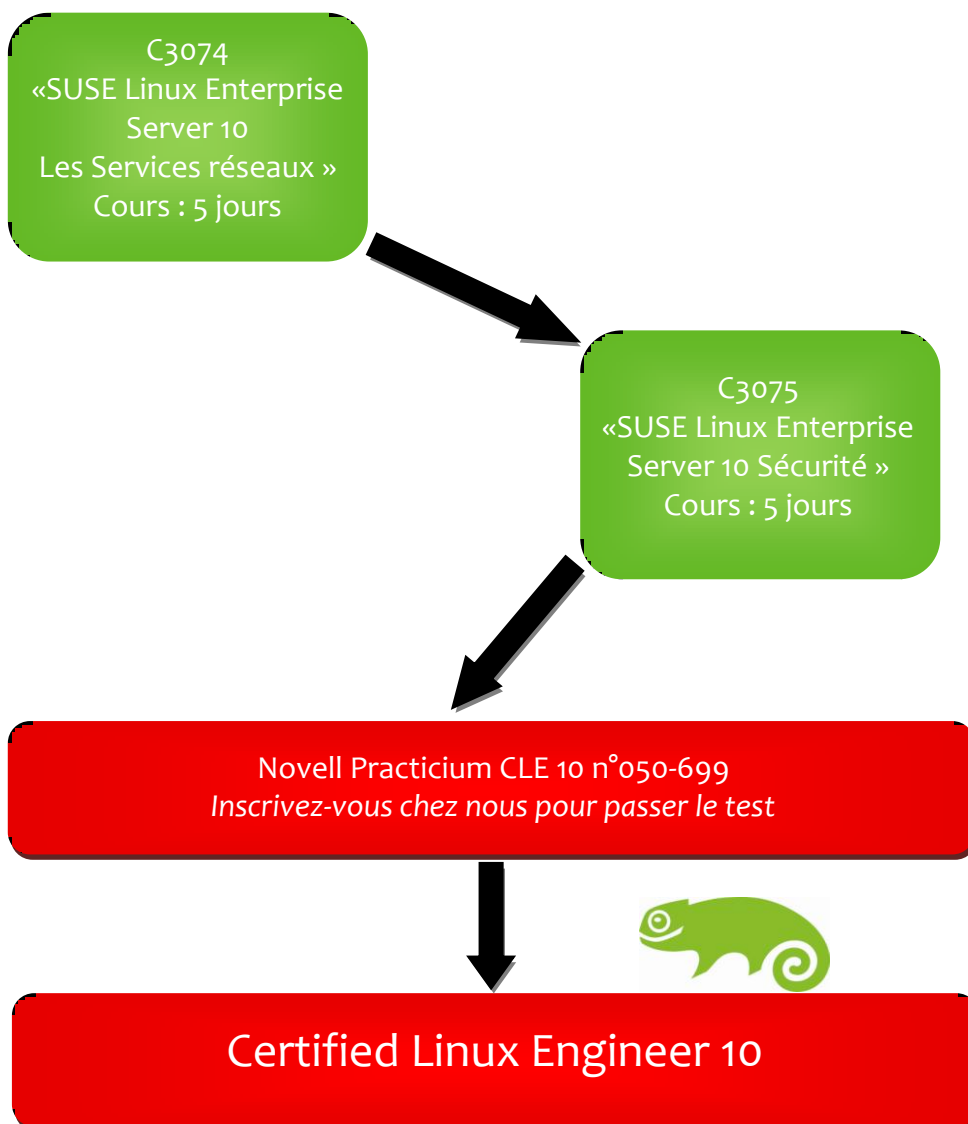 C3074
«SUSE Linux Enterprise
Server 10
Les Services réseaux »
Cours : 5 jours
C3075
«SUSE Linux Enterprise
Server 10 Sécurité »
Cours : 5 jours
Novell Practicium CLE 10 n°050-699
Inscrivez-vous chez nous pour passer le test
Certified Linux Engineer 10